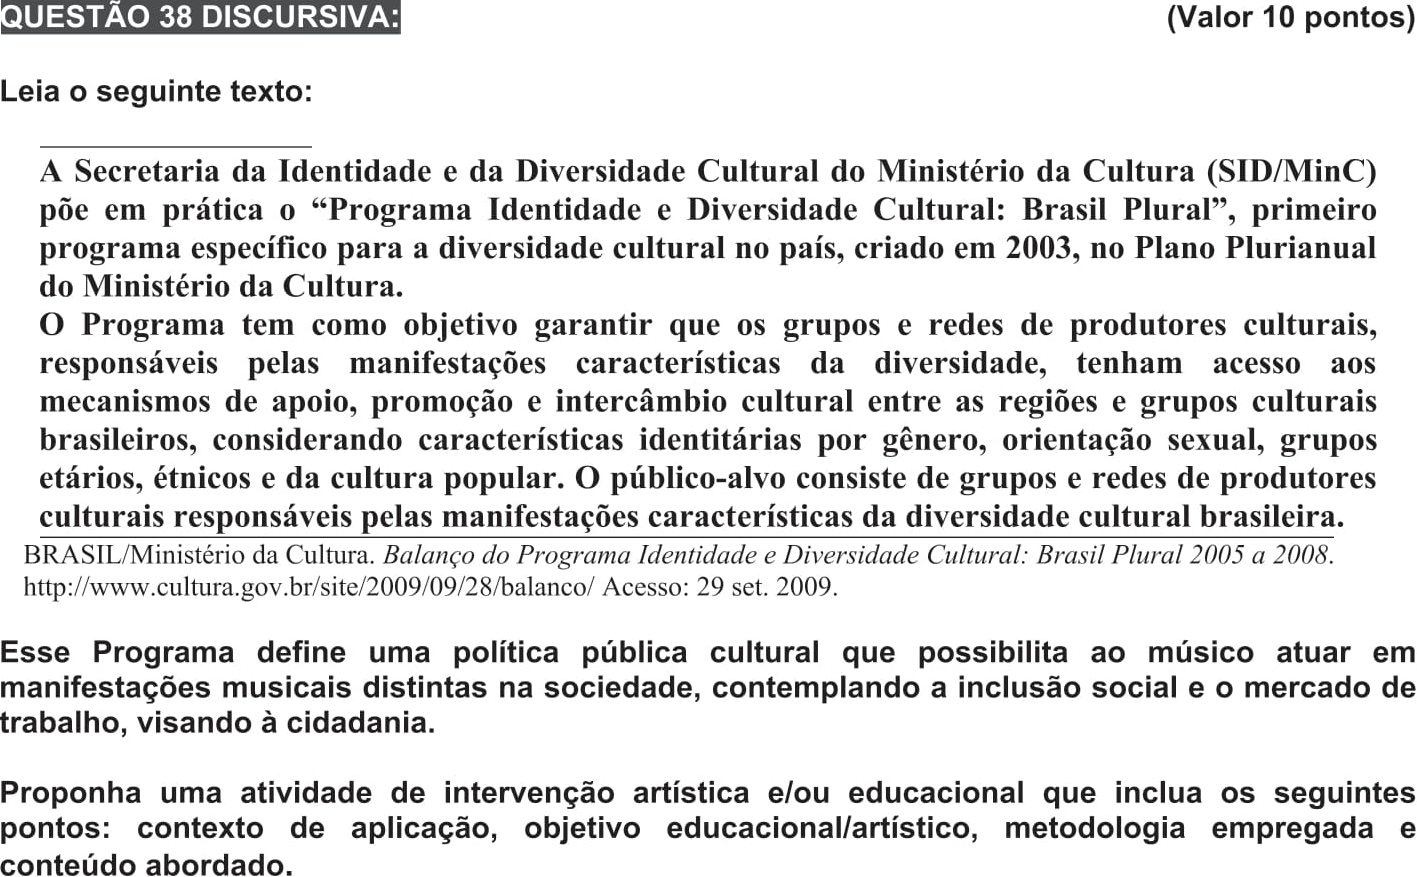 QUESTÃO 38 DISCURSIVA: (Valor 10 pontos)
Leia o seguinte texto:
A Secretaria da Identidade e da Diversidade Cultural do Ministério da Cultura (SID/MinC)
põe em prática o “Programa Identidade e Diversidade Cultural: Brasil Plural”, primeiro
programa específico para a diversidade cultural no país, criado em 2003, no Plano Plurianual
do Ministério da Cultura.
O Programa tem como objetivo garantir que os grupos e redes de produtores culturais,
responsáveis pelas manifestações características da diversidade, tenham acesso aos
mecanismos de apoio, promoção e intercâmbio cultural entre as regiões e grupos culturais
brasileiros, considerando características identitárias por gênero, orientação sexual, grupos
etários, étnicos e da cultura popular. O público-alvo consiste de grupos e redes de produtores
culturais responsáveis pelas manifestações características da diversidade cultural brasileira.
BRASIL/Ministério da Cultura. Balanço do Programa Identidade e Diversidade Cultural: Brasil Plural 2005 a 2008.
http://www.cultura.gov.br/site/2009/09/28/balanco/ Acesso: 29 set. 2009.
Esse Programa define uma política pública cultural que possibilita ao músico atuar em
manifestações musicais distintas na sociedade, contemplando a inclusão social e o mercado de
trabalho, visando à cidadania.
Proponha uma atividade de intervenção artística e/ou educacional que inclua os seguintes
pontos: contexto de aplicação, objetivo educacional/artístico, metodologia empregada e
conteúdo abordado.